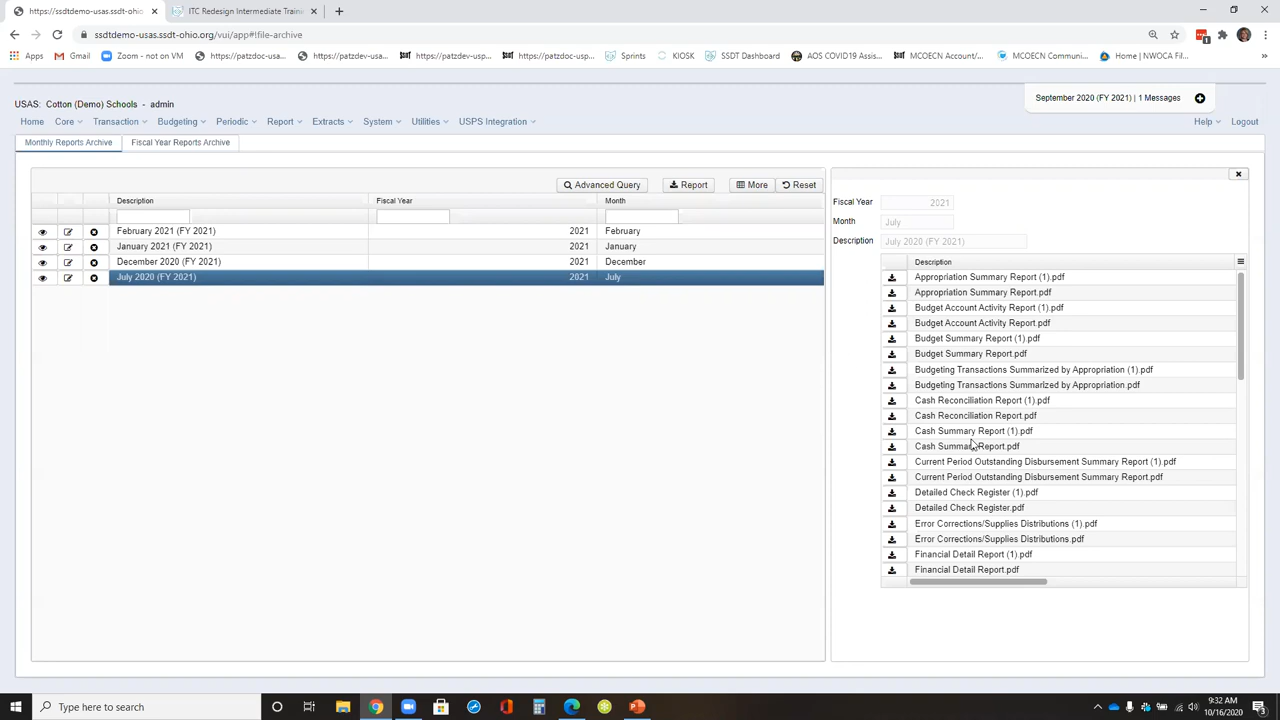 https://ssdtdemo-usas.ssdt-ohio.org
ITC Redesign Intermediate Traini
ssdtdemo-usas.ssdt-ohio.org/vui/app#!file-archive
Apps
Gmail
Zoom - not on VM
https://patzdoc-usa...
https://patzdev-usa...
https://patzdoc-usp...
Sprints
KIOSK
SSDT Dashboard
AOS COVID19 Assis...
MCOECN Account/...
MCOECN Communi...
Home | NWOCA Fil...
»
USAS: Cotton (Demo) Schools - admin
September 2020 (FY 2021) | 1 Messages
Home Core Transaction Budgeting Periodic Report Extracts System Utilities USPS Integration Help Logout
Monthly Reports Archive Fiscal Year Reports Archive
Advanced Query Report More Reset
Description Fiscal Year Month
February 2021 (FY 2021) 2021 February
January 2021 (FY 2021) 2021 January
December 2020 (FY 2021) 2021 December
July 2020 (FY 2021) 2021 July
Fiscal Year 2021
Month July
Description July 2020 (FY 2021)
Description
Appropriation Summary Report (1).pdf
Appropriation Summary Report.pdf
Budget Account Activity Report (1).pdf
Budget Account Activity Report.pdf
Budget Summary Report (1).pdf
Budget Summary Report.pdf
Budgeting Transactions Summarized by Appropriation (1).pdf
Budgeting Transactions Summarized by Appropriation.pdf
Cash Reconciliation Report (1).pdf
Cash Reconciliation Report.pdf
Cash Summary Report (1).pdf
Cash Summary Report.pdf
Current Period Outstanding Disbursement Summary Report (1).pdf
Current Period Outstanding Disbursement Summary Report.pdf
Detailed Check Register (1).pdf
Detailed Check Register.pdf
Error Corrections/Supplies Distributions (1).pdf
Error Corrections/Supplies Distributions.pdf
Financial Detail Report (1).pdf
Financial Detail Report.pdf
Type here to search
9:32 AM
10/16/2020